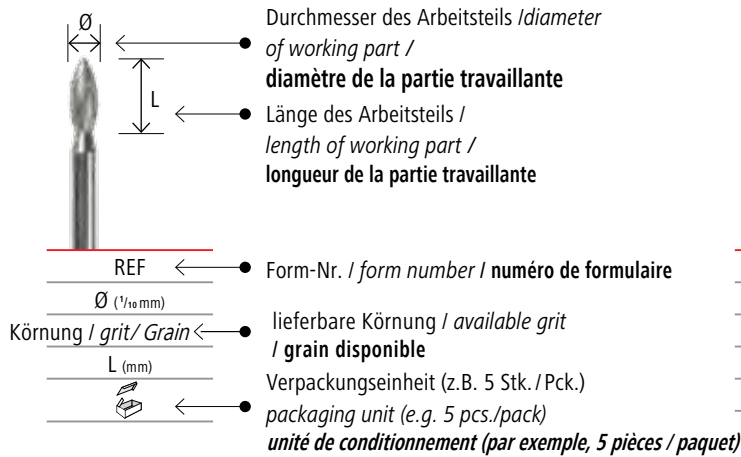 Ø
Durchmesser des Arbeitsteils /diameter
of working part /
diamètre de la partie travaillante
L
Länge des Arbeitsteils /
length of working part /
longueur de la partie travaillante
REF
Form-Nr. / form number / numéro de formulaire
Ø (1/10 mm)
Körnung / grit/ Grain
lieferbare Körnung / available grit
/ grain disponible
L (mm)
Verpackungseinheit (z.B. 5 Stk. / Pck.)
packaging unit (e.g. 5 pcs./pack)
unité de conditionnement (par exemple, 5 pièces / paquet)